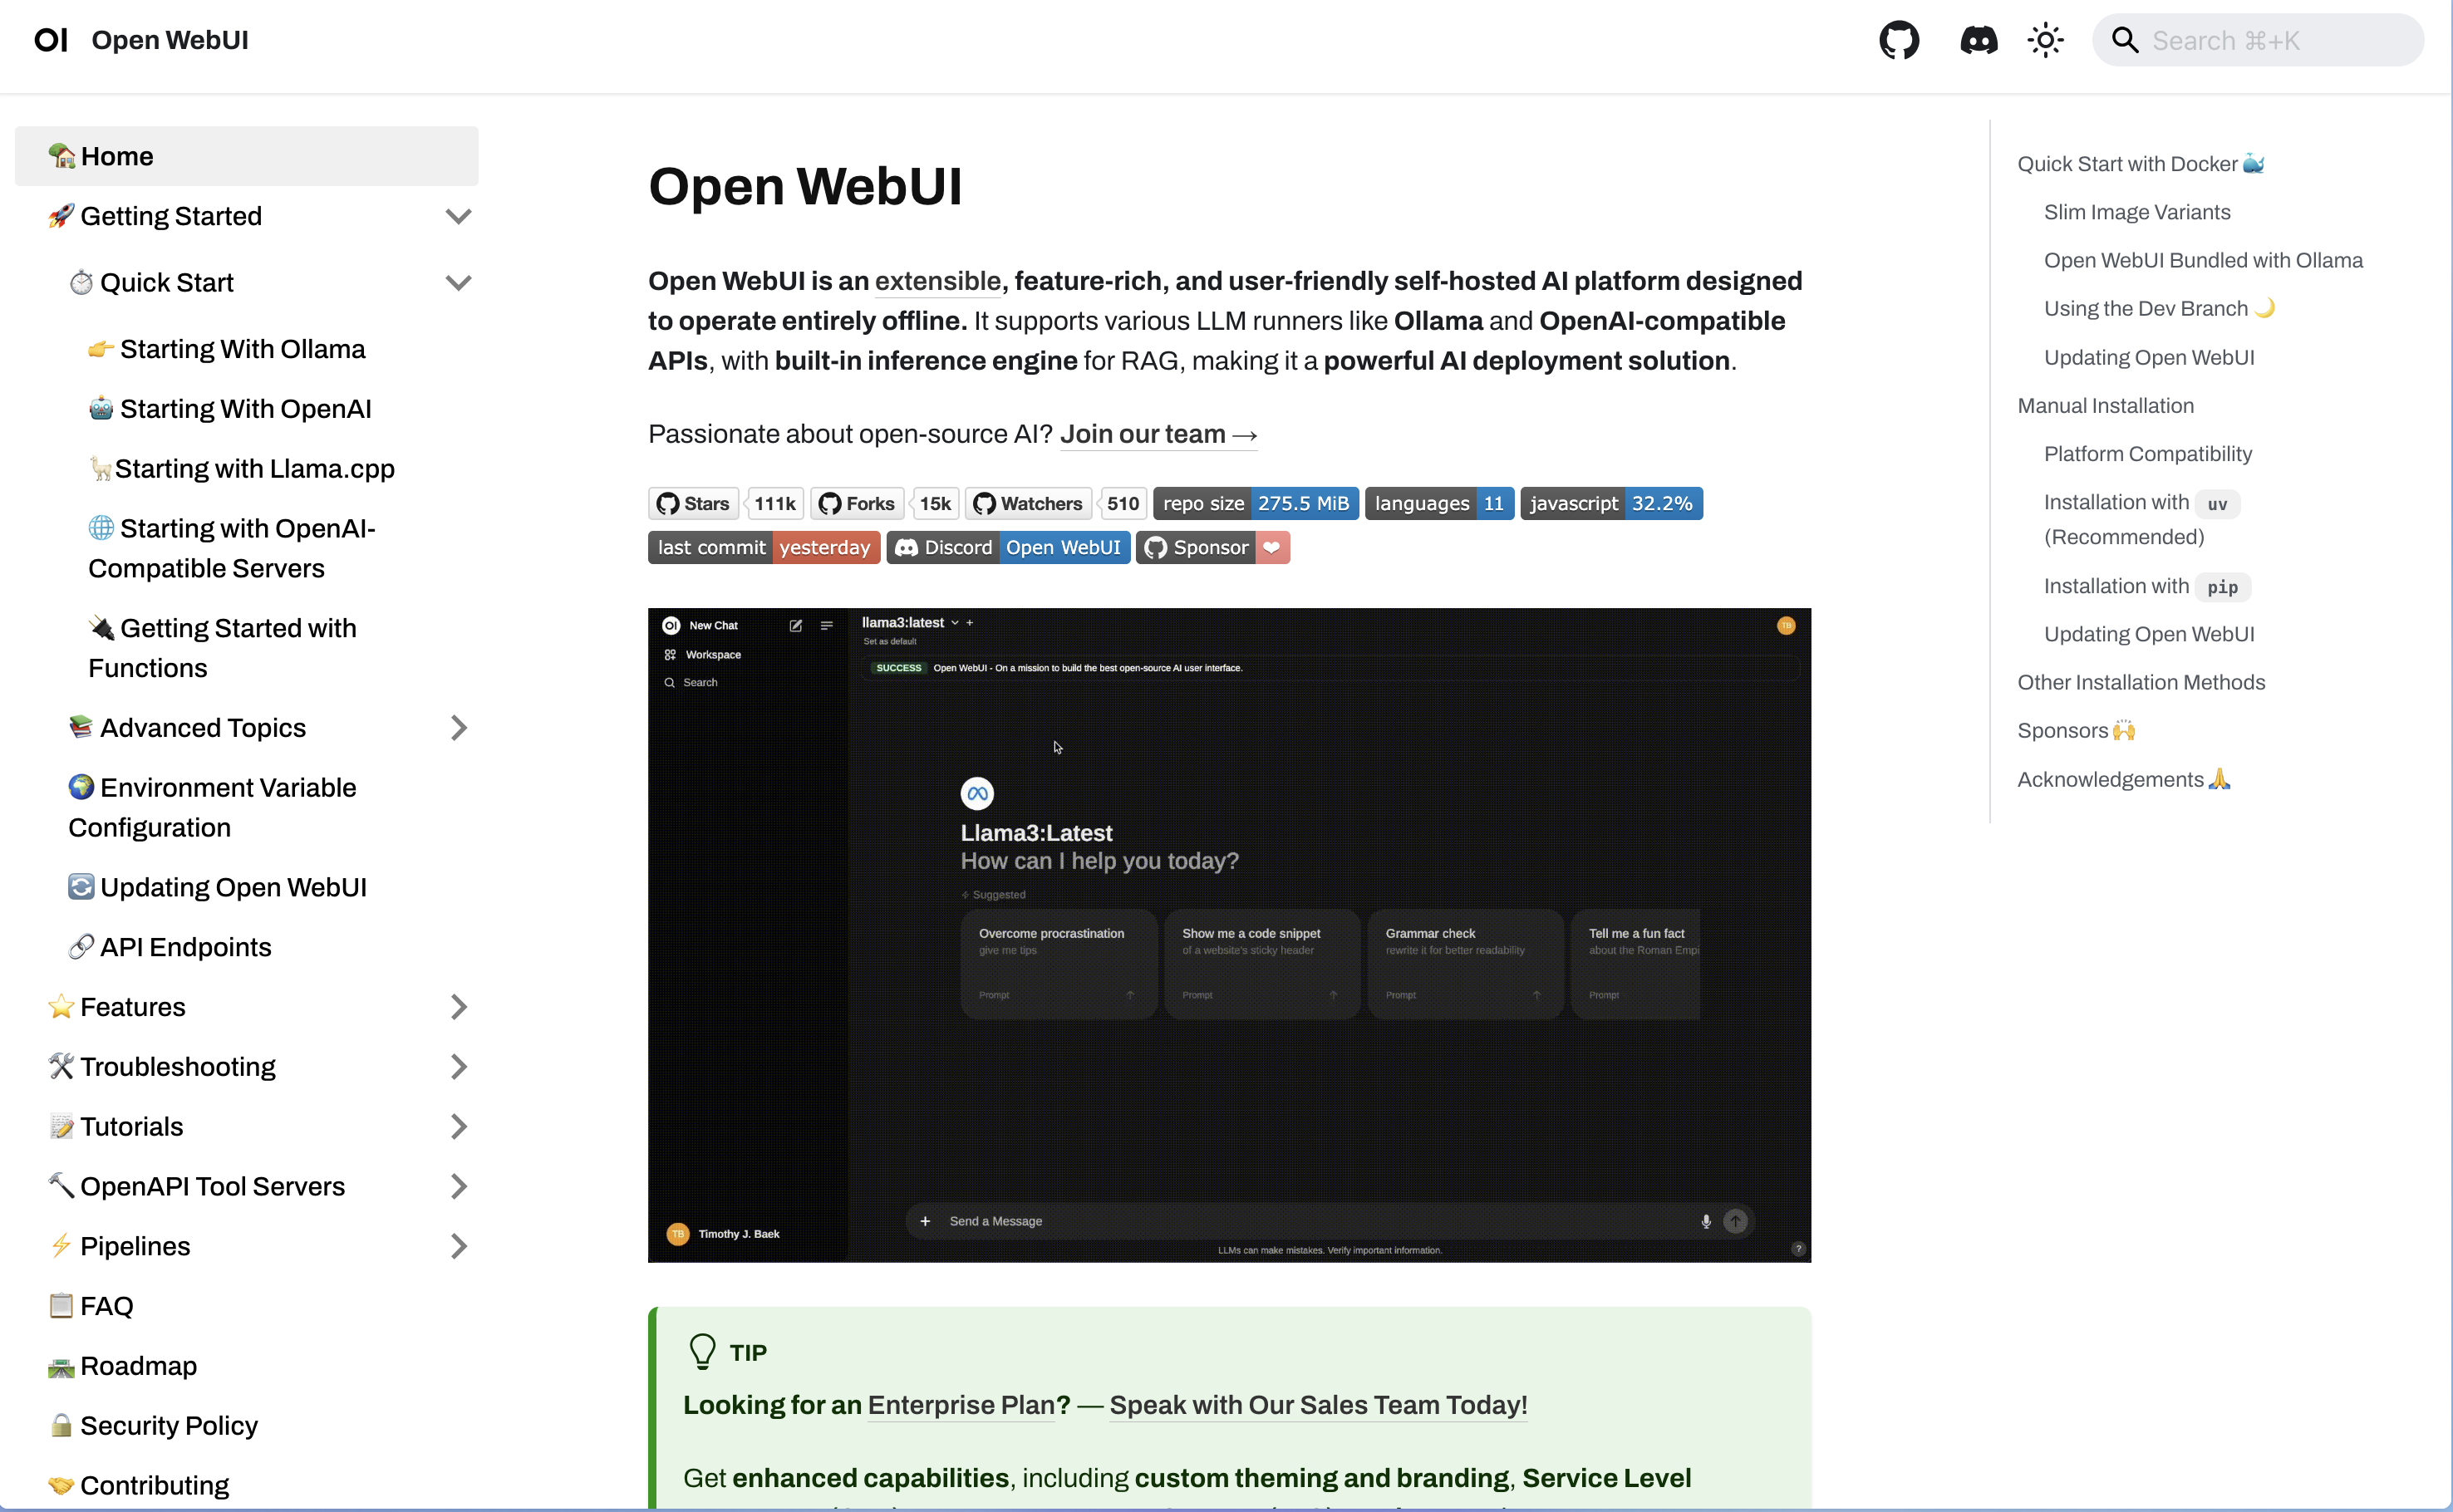 OI Open WebUI
Search ⌘+K
🏡 Home
🚀 Getting Started
⏱️ Quick Start
👉 Starting With Ollama
🤖 Starting With OpenAI
🦙Starting with Llama.cpp
🌐 Starting with OpenAI-
Compatible Servers
🔌 Getting Started with
Functions
📚 Advanced Topics
🌍 Environment Variable
Configuration
🔄 Updating Open WebUI
🔗 API Endpoints
⭐ Features
🛠️ Troubleshooting
📝 Tutorials
🔨 OpenAPI Tool Servers
⚡ Pipelines
📋 FAQ
🛣️ Roadmap
🔒 Security Policy
🤝 Contributing
Open WebUI
Open WebUI is an extensible, feature-rich, and user-friendly self-hosted AI platform designed
to operate entirely offline. It supports various LLM runners like Ollama and OpenAI-compatible
APIs, with built-in inference engine for RAG, making it a powerful AI deployment solution.
Passionate about open-source AI? Join our team →
Stars 111k Forks 15k Watchers 510 repo size 275.5 MiB languages 11 javascript 32.2%
last commit yesterday Discord Open WebUI Sponsor ❤
OI New Chat
Workspace
Search
llama3:latest
Set as default
TB
SUCCESS Open WebUI - On a mission to build the best open-source AI user interface.
Llama3:Latest
How can I help you today?
Suggested
Overcome procrastination
give me tips
Prompt
Show me a code snippet
of a website's sticky header
Prompt
Grammar check
rewrite it for better readability
Prompt
Tell me a fun fact
about the Roman Empi
Prompt
TB Timothy J. Baek
+ Send a Message
LLMs can make mistakes. Verify important information.
?
TIP
Looking for an Enterprise Plan? — Speak with Our Sales Team Today!
Get enhanced capabilities, including custom theming and branding, Service Level
Quick Start with Docker 🐳
Slim Image Variants
Open WebUI Bundled with Ollama
Using the Dev Branch 🌙
Updating Open WebUI
Manual Installation
Platform Compatibility
Installation with uv
(Recommended)
Installation with pip
Updating Open WebUI
Other Installation Methods
Sponsors 🙌
Acknowledgements 🙏